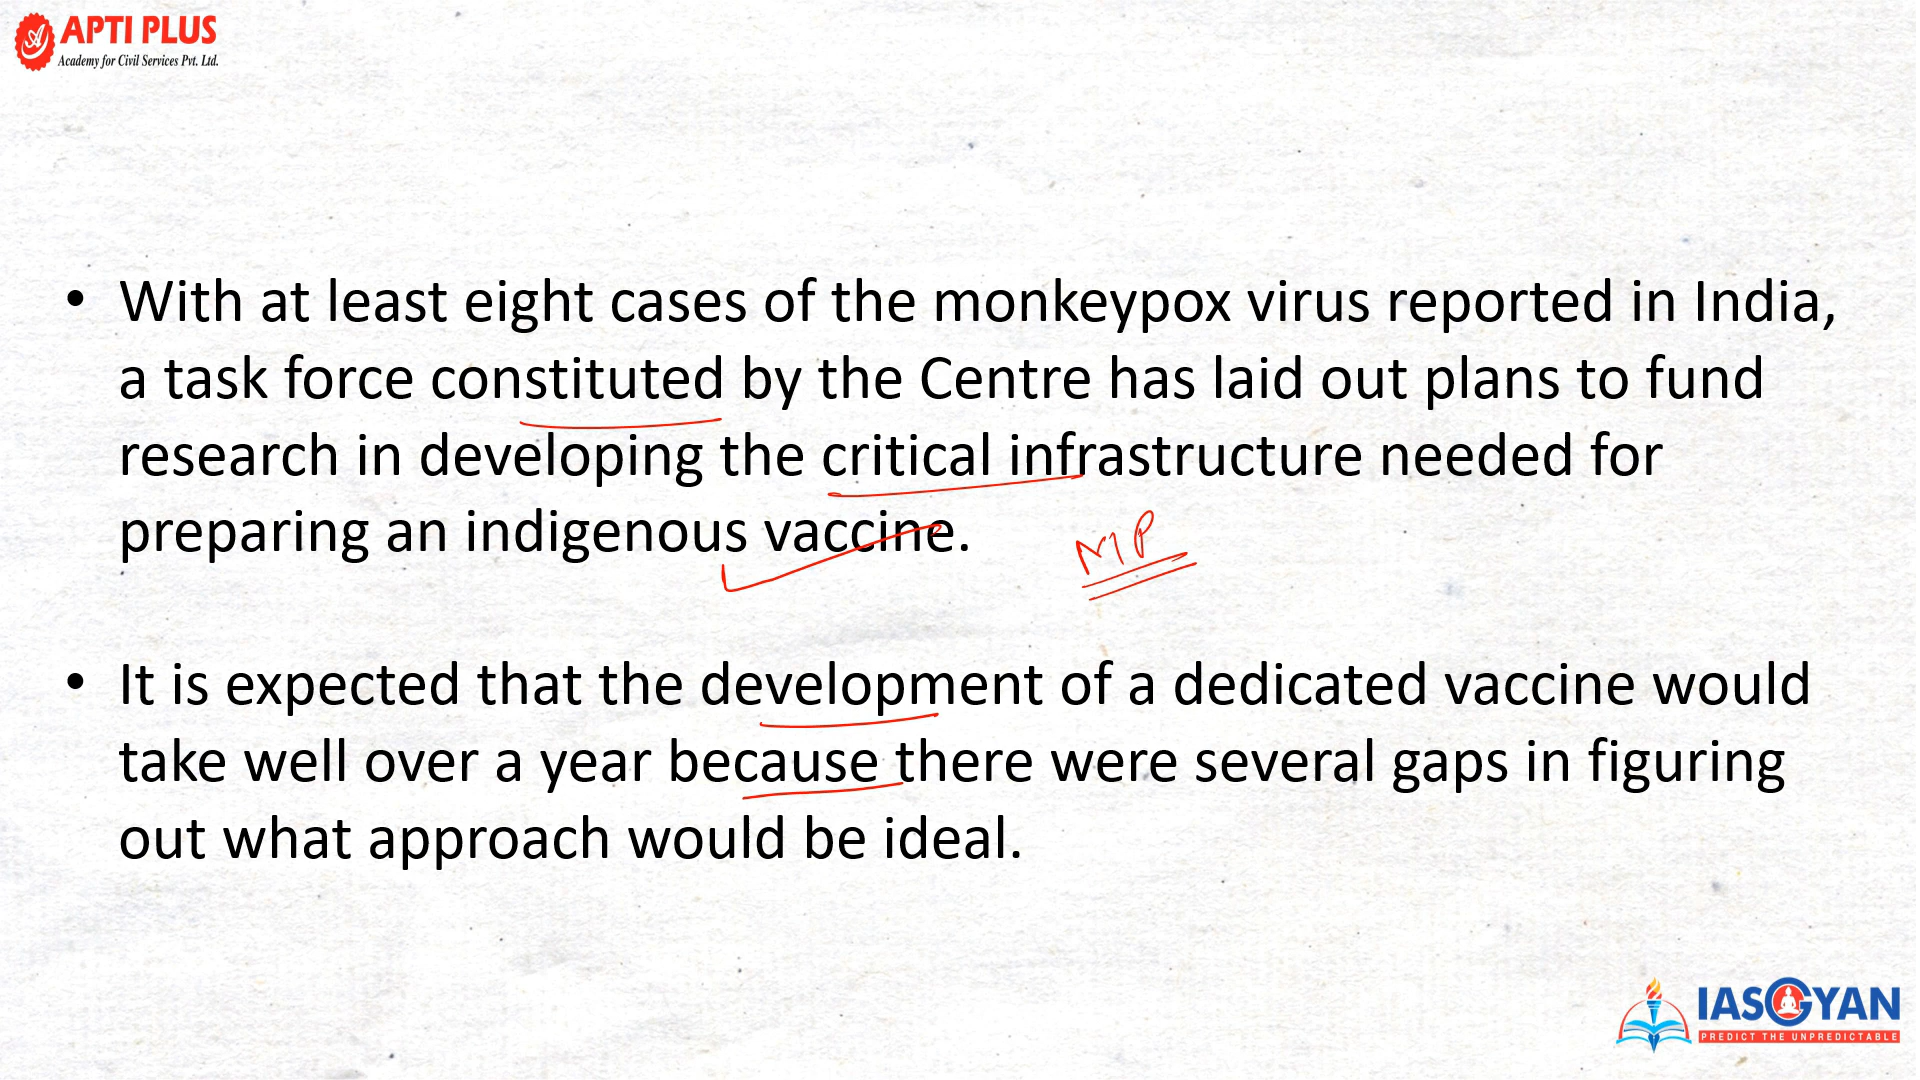 APTI PLUS
Academy for Civil Services Pvt. Ltd.
• With at least eight cases of the monkeypox virus reported in India,
a task force constituted by the Centre has laid out plans to fund
research in developing the critical infrastructure needed for
preparing an indigenous vaccine.
MP
• It is expected that the development of a dedicated vaccine would
take well over a year because there were several gaps in figuring
out what approach would be ideal.
IASGYAN
PREDICT THE UNPREDICTABLE